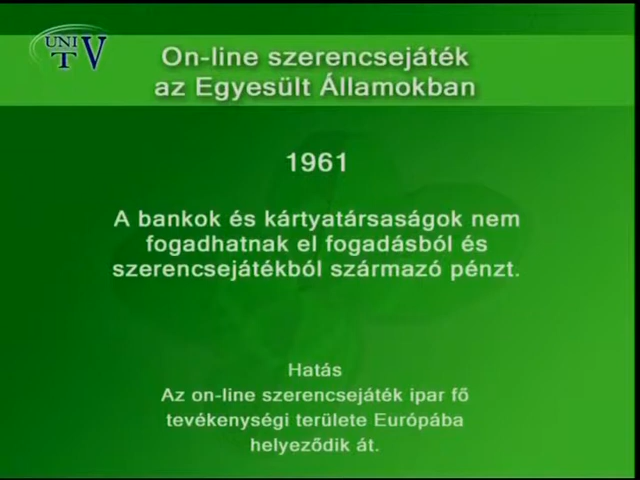 UNI
TV
On-line szerencsejáték
az Egyesült Államokban
1961
A bankok és kártyatársaságok nem
fogadhatnak el fogadásból és
szerencsejátékból származó pénzt.
Hatás
Az on-line szerencsejáték ipar fő
tevékenységi területe Európába
helyeződik át.